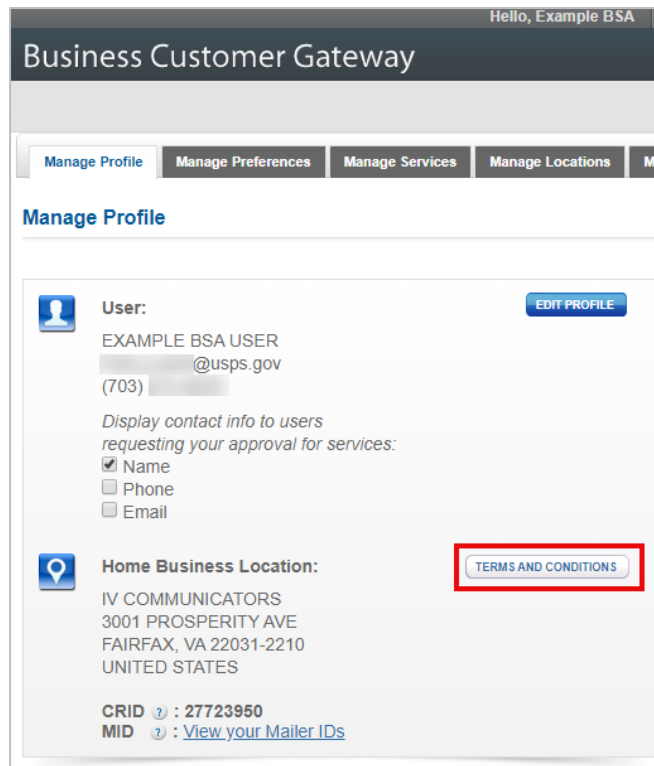 Hello, Example BSA
Business Customer Gateway
Manage Profile Manage Preferences Manage Services Manage Locations M
Manage Profile
User:
EDIT PROFILE
EXAMPLE BSA USER
@usps.gov
(703)
Display contact info to users
requesting your approval for services:
Name
Phone
Email
Home Business Location:
TERMS AND CONDITIONS
IV COMMUNICATORS
3001 PROSPERITY AVE
FAIRFAX, VA 22031-2210
UNITED STATES
CRID ? : 27723950
MID ? : View your Mailer IDs